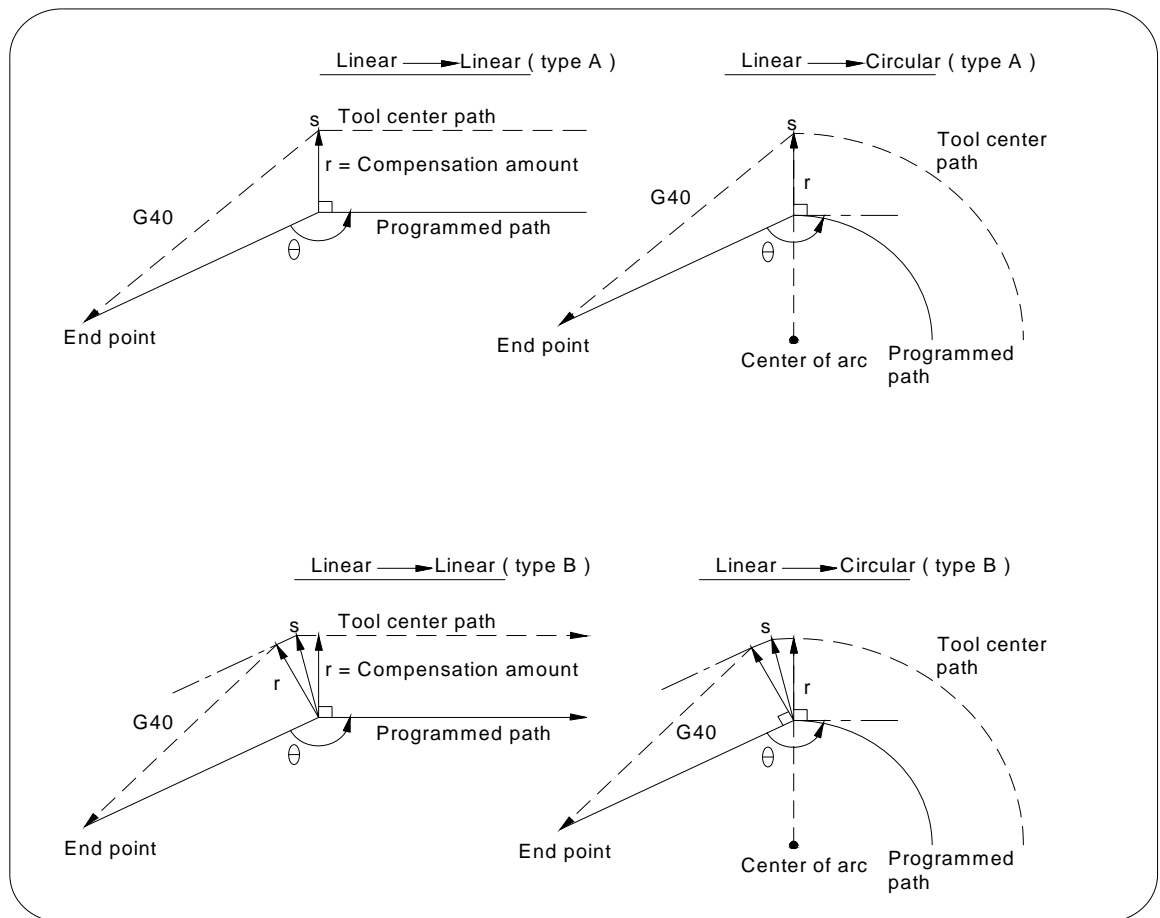 Linear Linear ( type A )
Linear Circular ( type A )
s
Tool center path
r = Compensation amount
G40
Programmed path
θ
End point
s
Tool center
path
r
G40
θ
End point
Center of arc
Programmed
path
Linear Linear ( type B )
Linear Circular ( type B )
s
Tool center path
r = Compensation amount
r
G40
Programmed path
θ
End point
s
Tool center
path
r
G40
θ
End point
Center of arc
Programmed
path